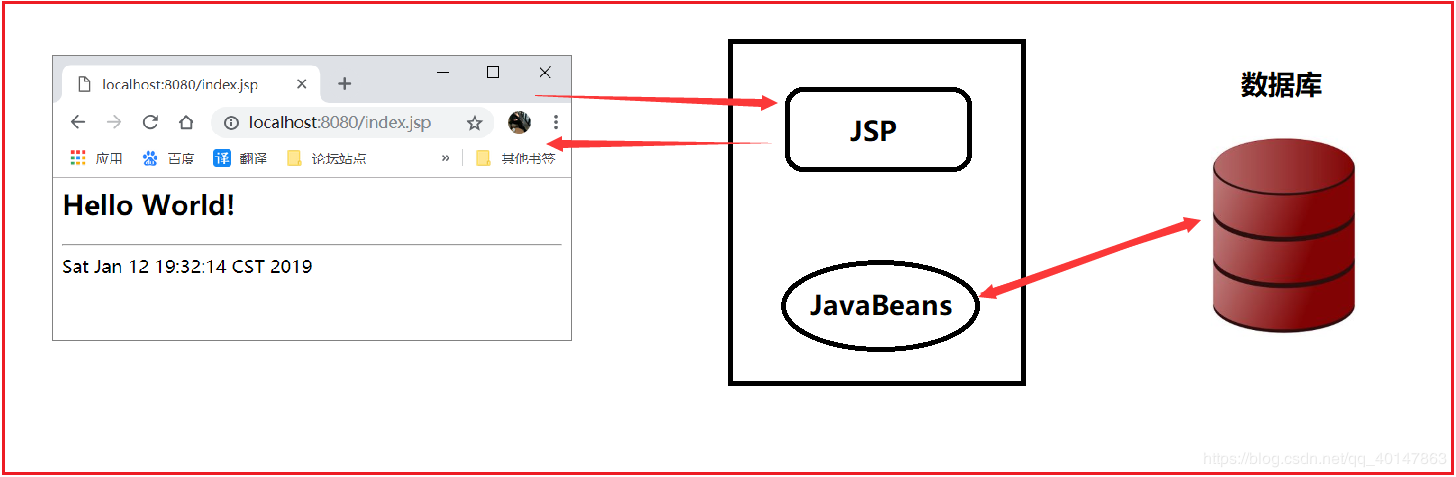 localhost:8080/index.jsp
localhost:8080/index.jsp
应用 百度 译 翻译 论坛站点 » 其他书签
Hello World!
Sat Jan 12 19:32:14 CST 2019
JSP
JavaBeans
数据库
https://blog.csdn.net/qq_40147863